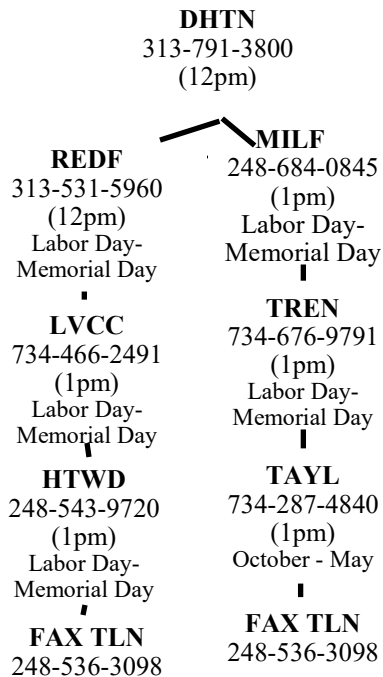 DHTN
313-791-3800
(12pm)
REDF
313-531-5960
(12pm)
Labor Day-
Memorial Day
LVCC
734-466-2491
(1pm)
Labor Day-
Memorial Day
HTWD
248-543-9720
(1pm)
Labor Day-
Memorial Day
FAX TLN
248-536-3098
MILF
248-684-0845
(1pm)
Labor Day-
Memorial Day
TREN
734-676-9791
(1pm)
Labor Day-
Memorial Day
TAYL
734-287-4840
(1pm)
October - May
FAX TLN
248-536-3098